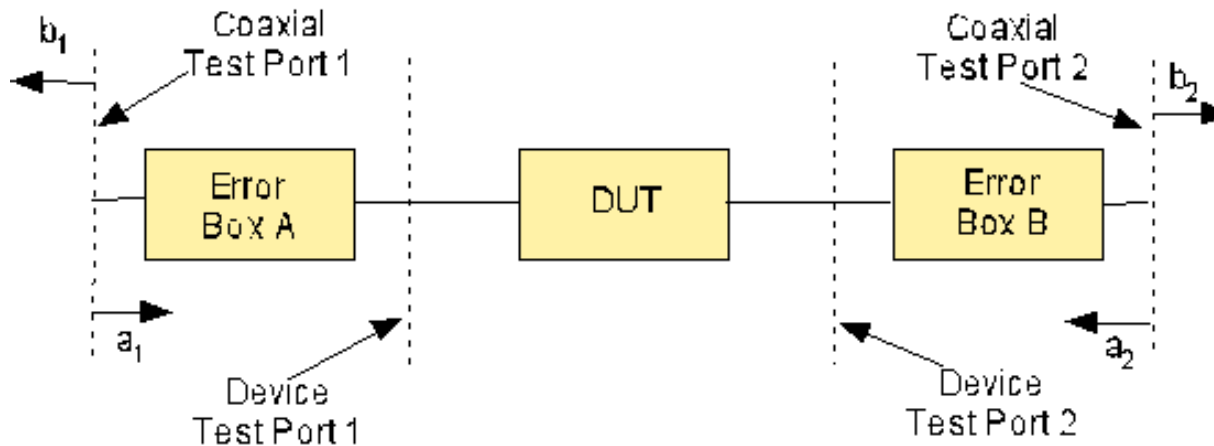 b₁
Coaxial
Test Port 1
Coaxial
Test Port 2
b₂
Error
Box A
DUT
Error
Box B
a₁
a₂
Device
Test Port 1
Device
Test Port 2